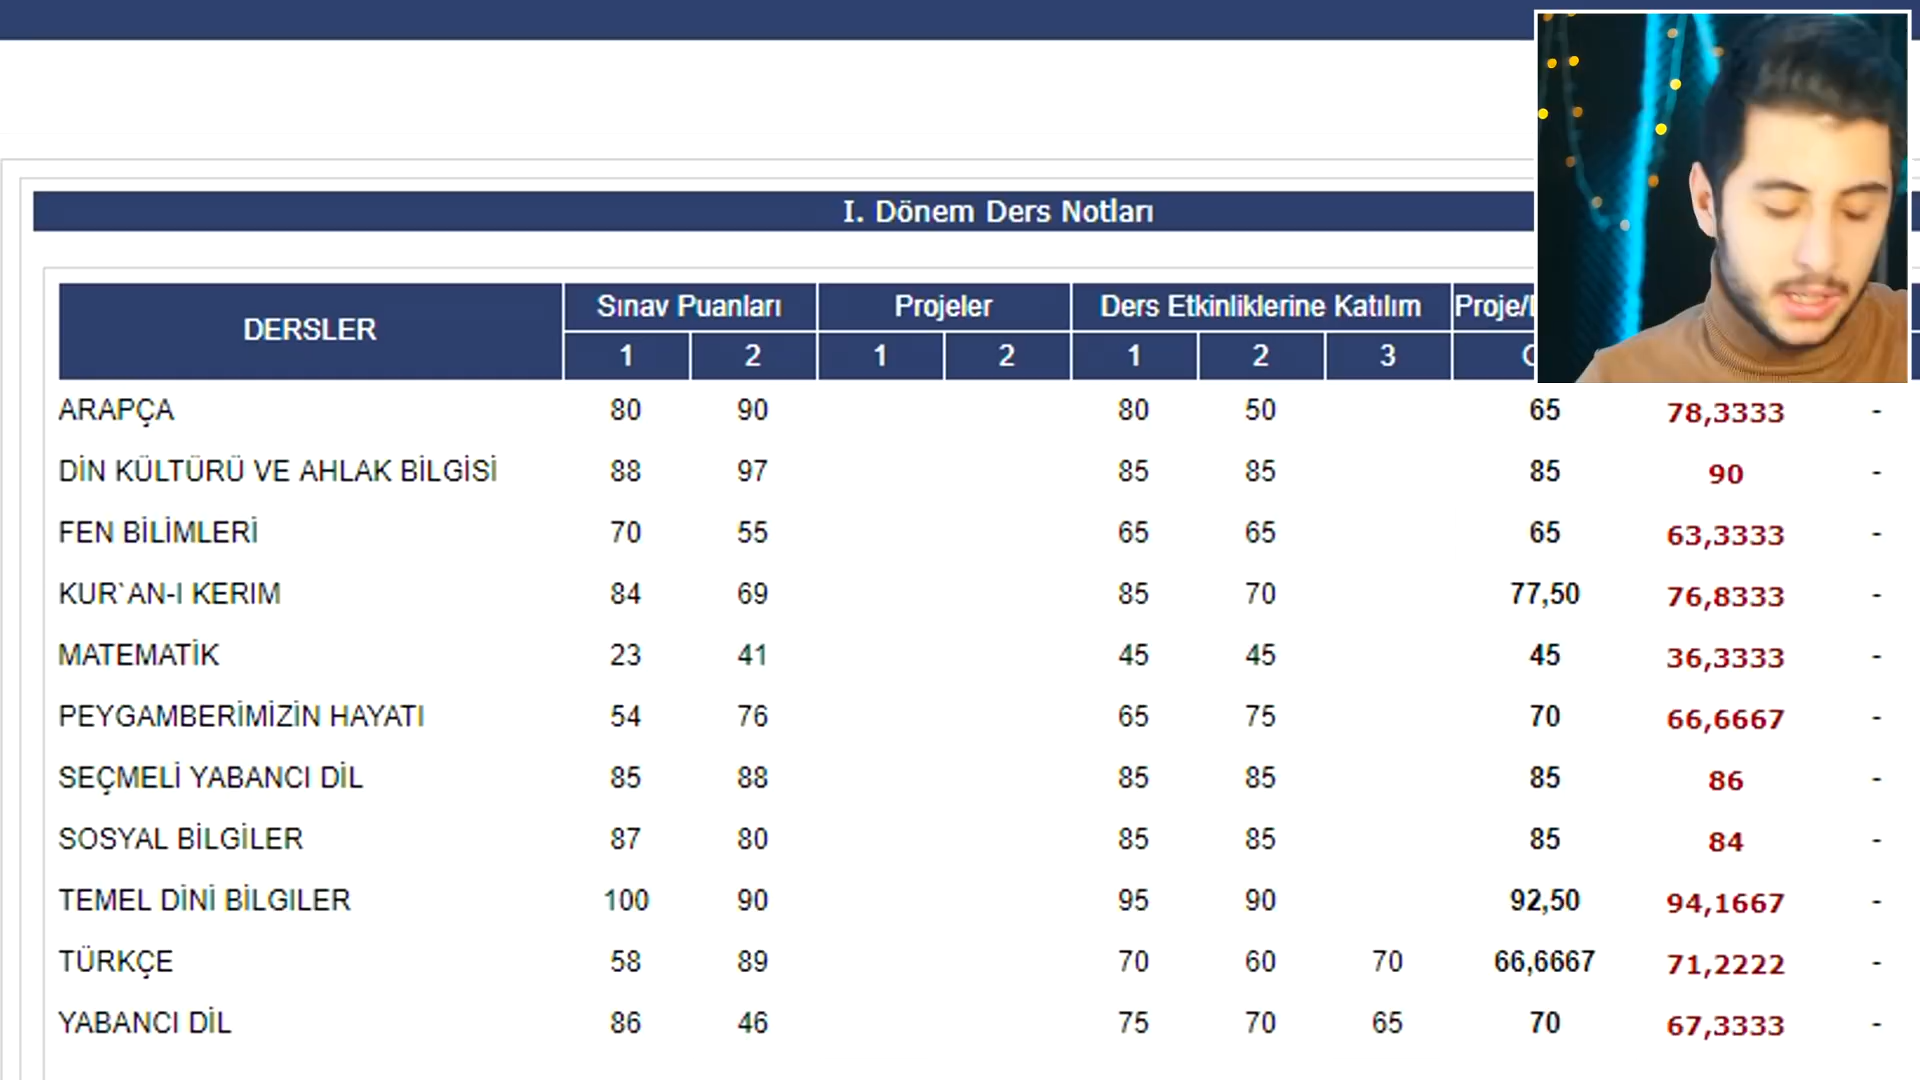 I. Dönem Ders Notları
DERSLER Sınav Puanları Projeler Ders Etkinliklerine Katılım
1 2 1 2 1 2 3
ARAPÇA 80 90 80 50 65 78,3333 -
DİN KÜLTÜRÜ VE AHLAK BİLGİSİ 88 97 85 85 85 90 -
FEN BİLİMLERİ 70 55 65 65 65 63,3333 -
KUR`AN-I KERIM 84 69 85 70 77,50 76,8333 -
MATEMATİK 23 41 45 45 45 36,3333 -
PEYGAMBERİMİZİN HAYATI 54 76 65 75 70 66,6667 -
SEÇMELİ YABANCI DİL 85 88 85 85 85 86 -
SOSYAL BİLGİLER 87 80 85 85 85 84 -
TEMEL DİNİ BİLGILER 100 90 95 90 92,50 94,1667 -
TÜRKÇE 58 89 70 60 70 66,6667 71,2222 -
YABANCI DİL 86 46 75 70 65 70 67,3333 -